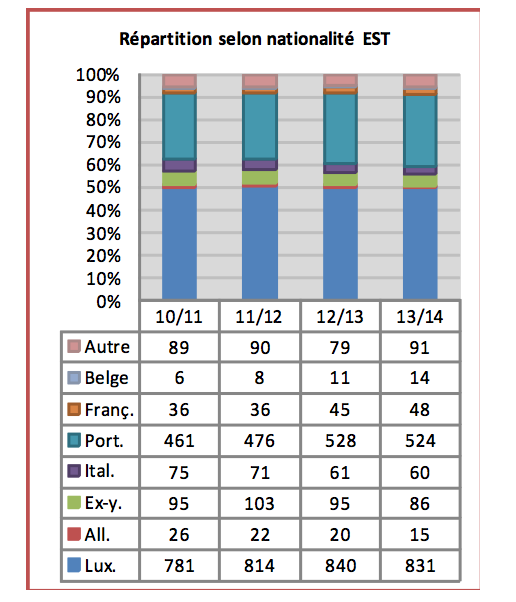 Répartition selon nationalité EST
100%
90%
80%
70%
60%
50%
40%
30%
20%
10%
0%
10/11 11/12 12/13 13/14
Autre 89 90 79 91
Belge 6 8 11 14
Franç. 36 36 45 48
Port. 461 476 528 524
Ital. 75 71 61 60
Ex-y. 95 103 95 86
All. 26 22 20 15
Lux. 781 814 840 831